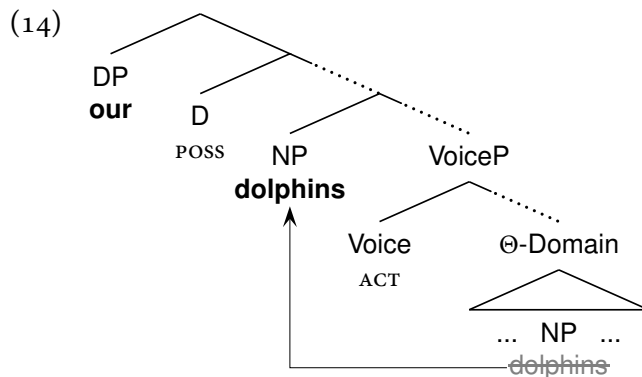 (14)
DP
our
D
POSS
NP
VoiceP
dolphins
Voice
Θ-Domain
ACT
... NP ...
dolphins